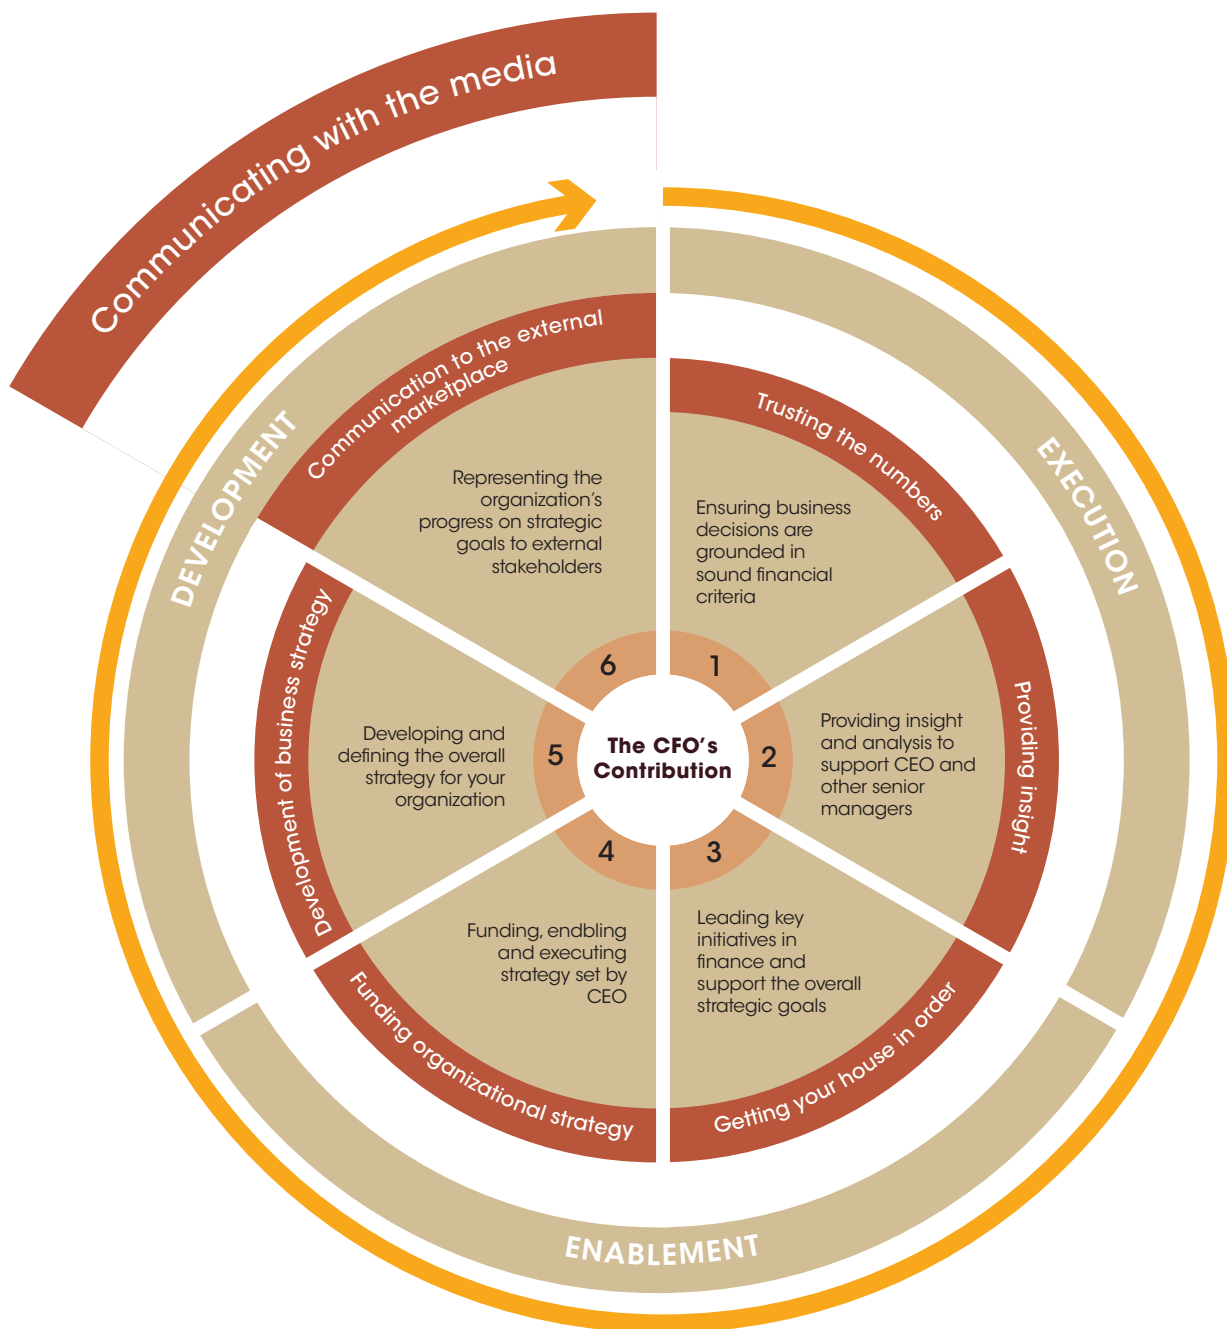 Communicating with the media
DEVELOPMENT
EXECUTION
ENABLEMENT
The CFO's
Contribution
1
Trusting the numbers
Ensuring business
decisions are
grounded in
sound financial
criteria
2
Providing insight
Providing insight
and analysis to
support CEO and
other senior
managers
3
Getting your house in order
Leading key
initiatives in
finance and
support the overall
strategic goals
4
Funding organizational strategy
Funding, endbling
and executing
strategy set by
CEO
5
Development of business strategy
Developing and
defining the overall
strategy for your
organization
6
Communication to the external
marketplace
Representing the
organization's
progress on strategic
goals to external
stakeholders